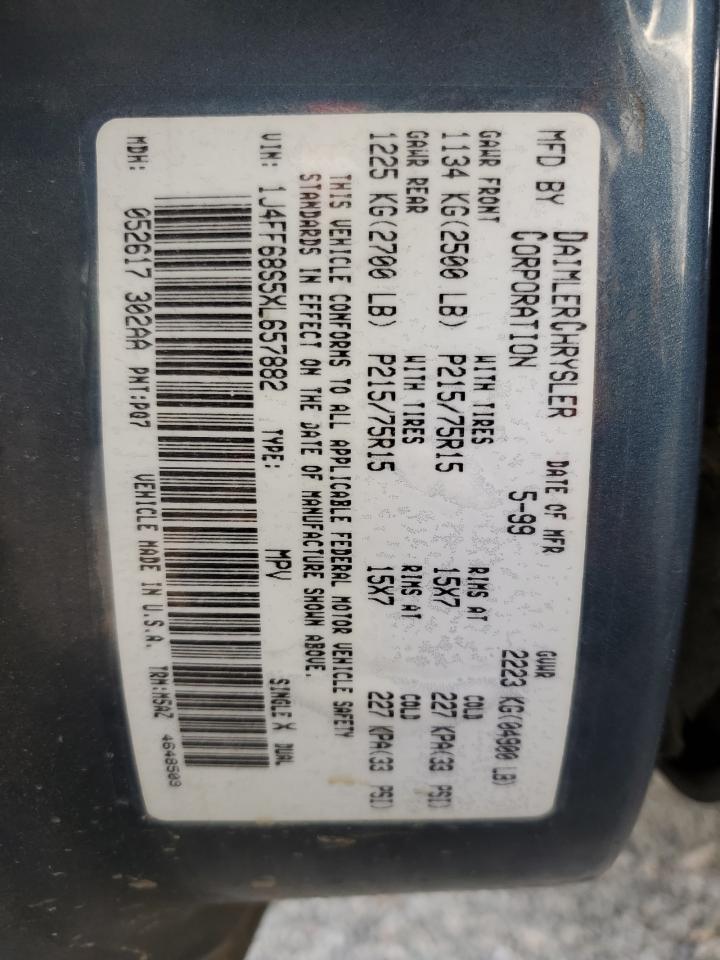 MFD BY DAIMLERCHRYSLER CORPORATION DATE OF MFR 5-99 GVWR 2223 KG(04900 LB)
GAWR FRONT WITH TIRES RIMS AT COLD
1134 KG(2500 LB) P215/75R15 15X7 227 KPA(33 PSI)
GAWR REAR WITH TIRES RIMS AT COLD
1225 KG(2700 LB) P215/75R15 15X7 227 KPA(33 PSI)
THIS VEHICLE CONFORMS TO ALL APPLICABLE FEDERAL MOTOR VEHICLE SAFETY
STANDARDS IN EFFECT ON THE DATE OF MANUFACTURE SHOWN ABOVE.
VIN: 1J4FF68S5XL657882 TYPE: MPV SINGLE X DUAL
MDH: 052617 302AA PNT:PQ7 VEHICLE MADE IN U.S.A. TRM:M5AZ 4648503